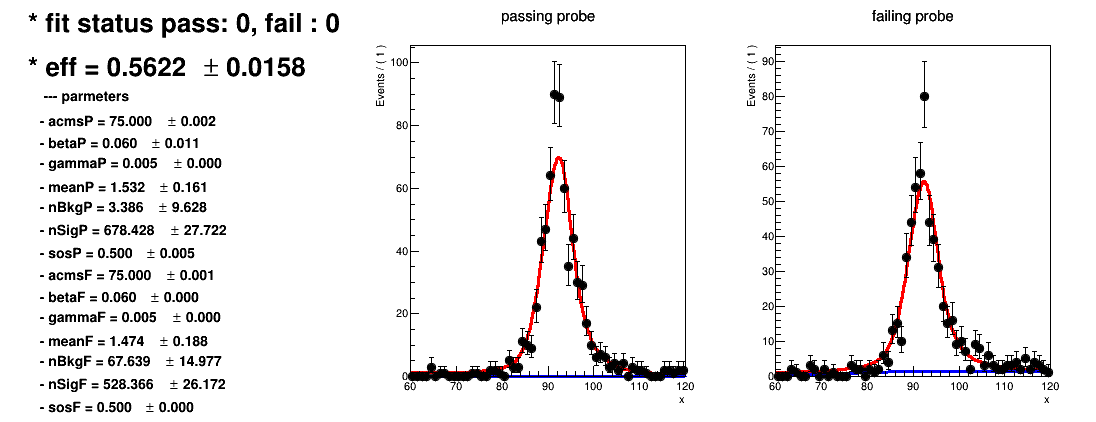 * fit status pass: 0, fail : 0
* eff = 0.5622 ± 0.0158
--- parmeters
- acmsP = 75.000 ± 0.002
- betaP = 0.060 ± 0.011
- gammaP = 0.005 ± 0.000
- meanP = 1.532 ± 0.161
- nBkgP = 3.386 ± 9.628
- nSigP = 678.428 ± 27.722
- sosP = 0.500 ± 0.005
- acmsF = 75.000 ± 0.001
- betaF = 0.060 ± 0.000
- gammaF = 0.005 ± 0.000
- meanF = 1.474 ± 0.188
- nBkgF = 67.639 ± 14.977
- nSigF = 528.366 ± 26.172
- sosF = 0.500 ± 0.000
passing probe
Events / ( 1 )
100
80
60
40
20
0
60 70 80 90 100 110 120
x
failing probe
Events / ( 1 )
90
80
70
60
50
40
30
20
10
0
60 70 80 90 100 110 120
x